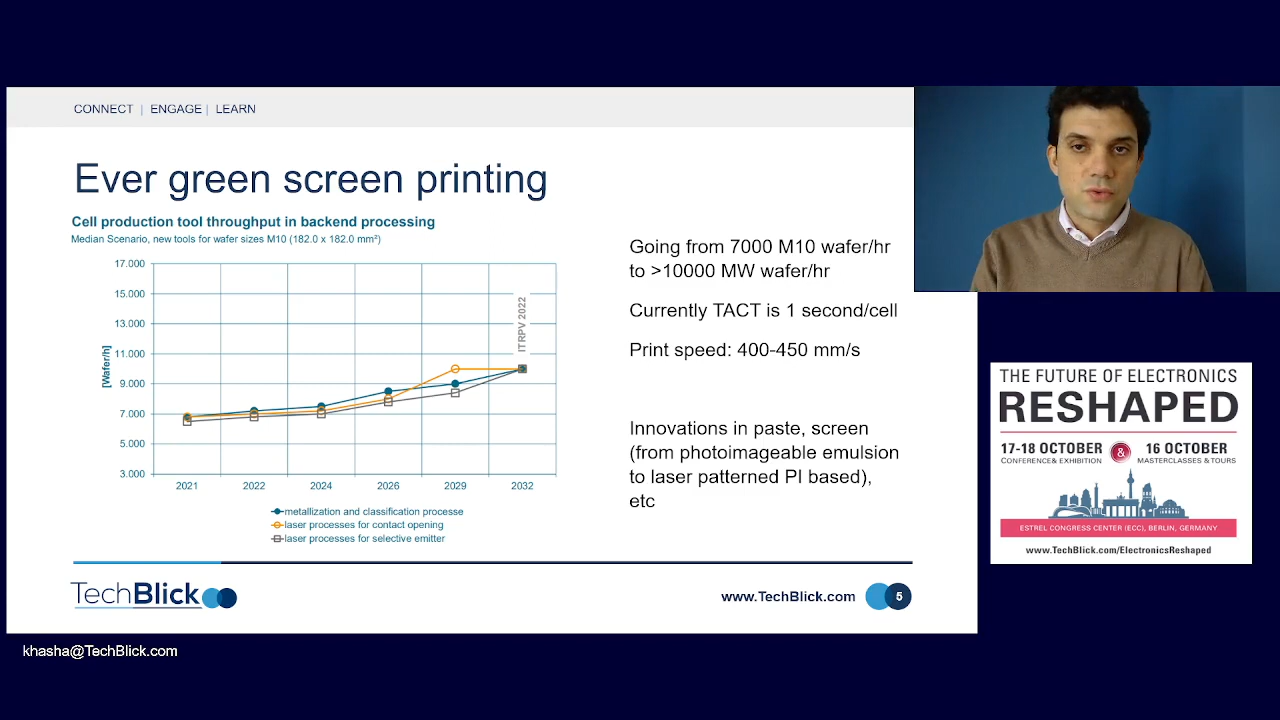 CONNECT | ENGAGE | LEARN
Ever green screen printing
Cell production tool throughput in backend processing
Median Scenario, new tools for wafer sizes M10 (182.0 x 182.0 mm²)
[Wafer/h]
17.000
15.000
13.000
11.000
9.000
7.000
5.000
3.000
2021 2022 2024 2026 2029 2032
ITRPV 2022
metallization and classification processe
laser processes for contact opening
laser processes for selective emitter
Going from 7000 M10 wafer/hr
to >10000 MW wafer/hr
Currently TACT is 1 second/cell
Print speed: 400-450 mm/s
Innovations in paste, screen
(from photoimageable emulsion
to laser patterned PI based),
etc
TechBlick
www.TechBlick.com
5
khasha@TechBlick.com
THE FUTURE OF ELECTRONICS
RESHAPED
17-18 OCTOBER & 16 OCTOBER
CONFERENCE & EXHIBITION MASTERCLASSES & TOURS
ESTREL CONGRESS CENTER (ECC), BERLIN, GERMANY
www.TechBlick.com/ElectronicsReshaped